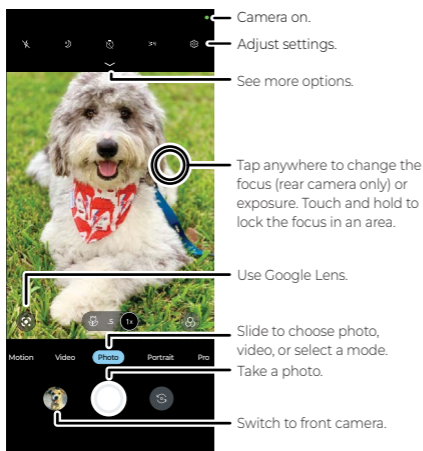 Camera on.
Adjust settings.
See more options.
Tap anywhere to change the
focus (rear camera only) or
exposure. Touch and hold to
lock the focus in an area.
Use Google Lens.
.5 1x
Slide to choose photo,
video, or select a mode.
Motion Video Photo Portrait Pro
Take a photo.
Switch to front camera.